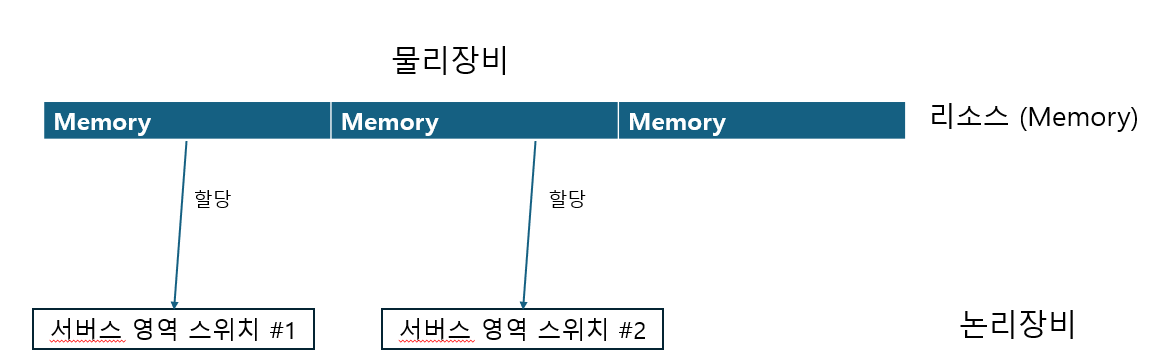 물리장비
Memory Memory Memory
리소스 (Memory)
할당 할당
서버스 영역 스위치 #1 서버스 영역 스위치 #2
논리장비